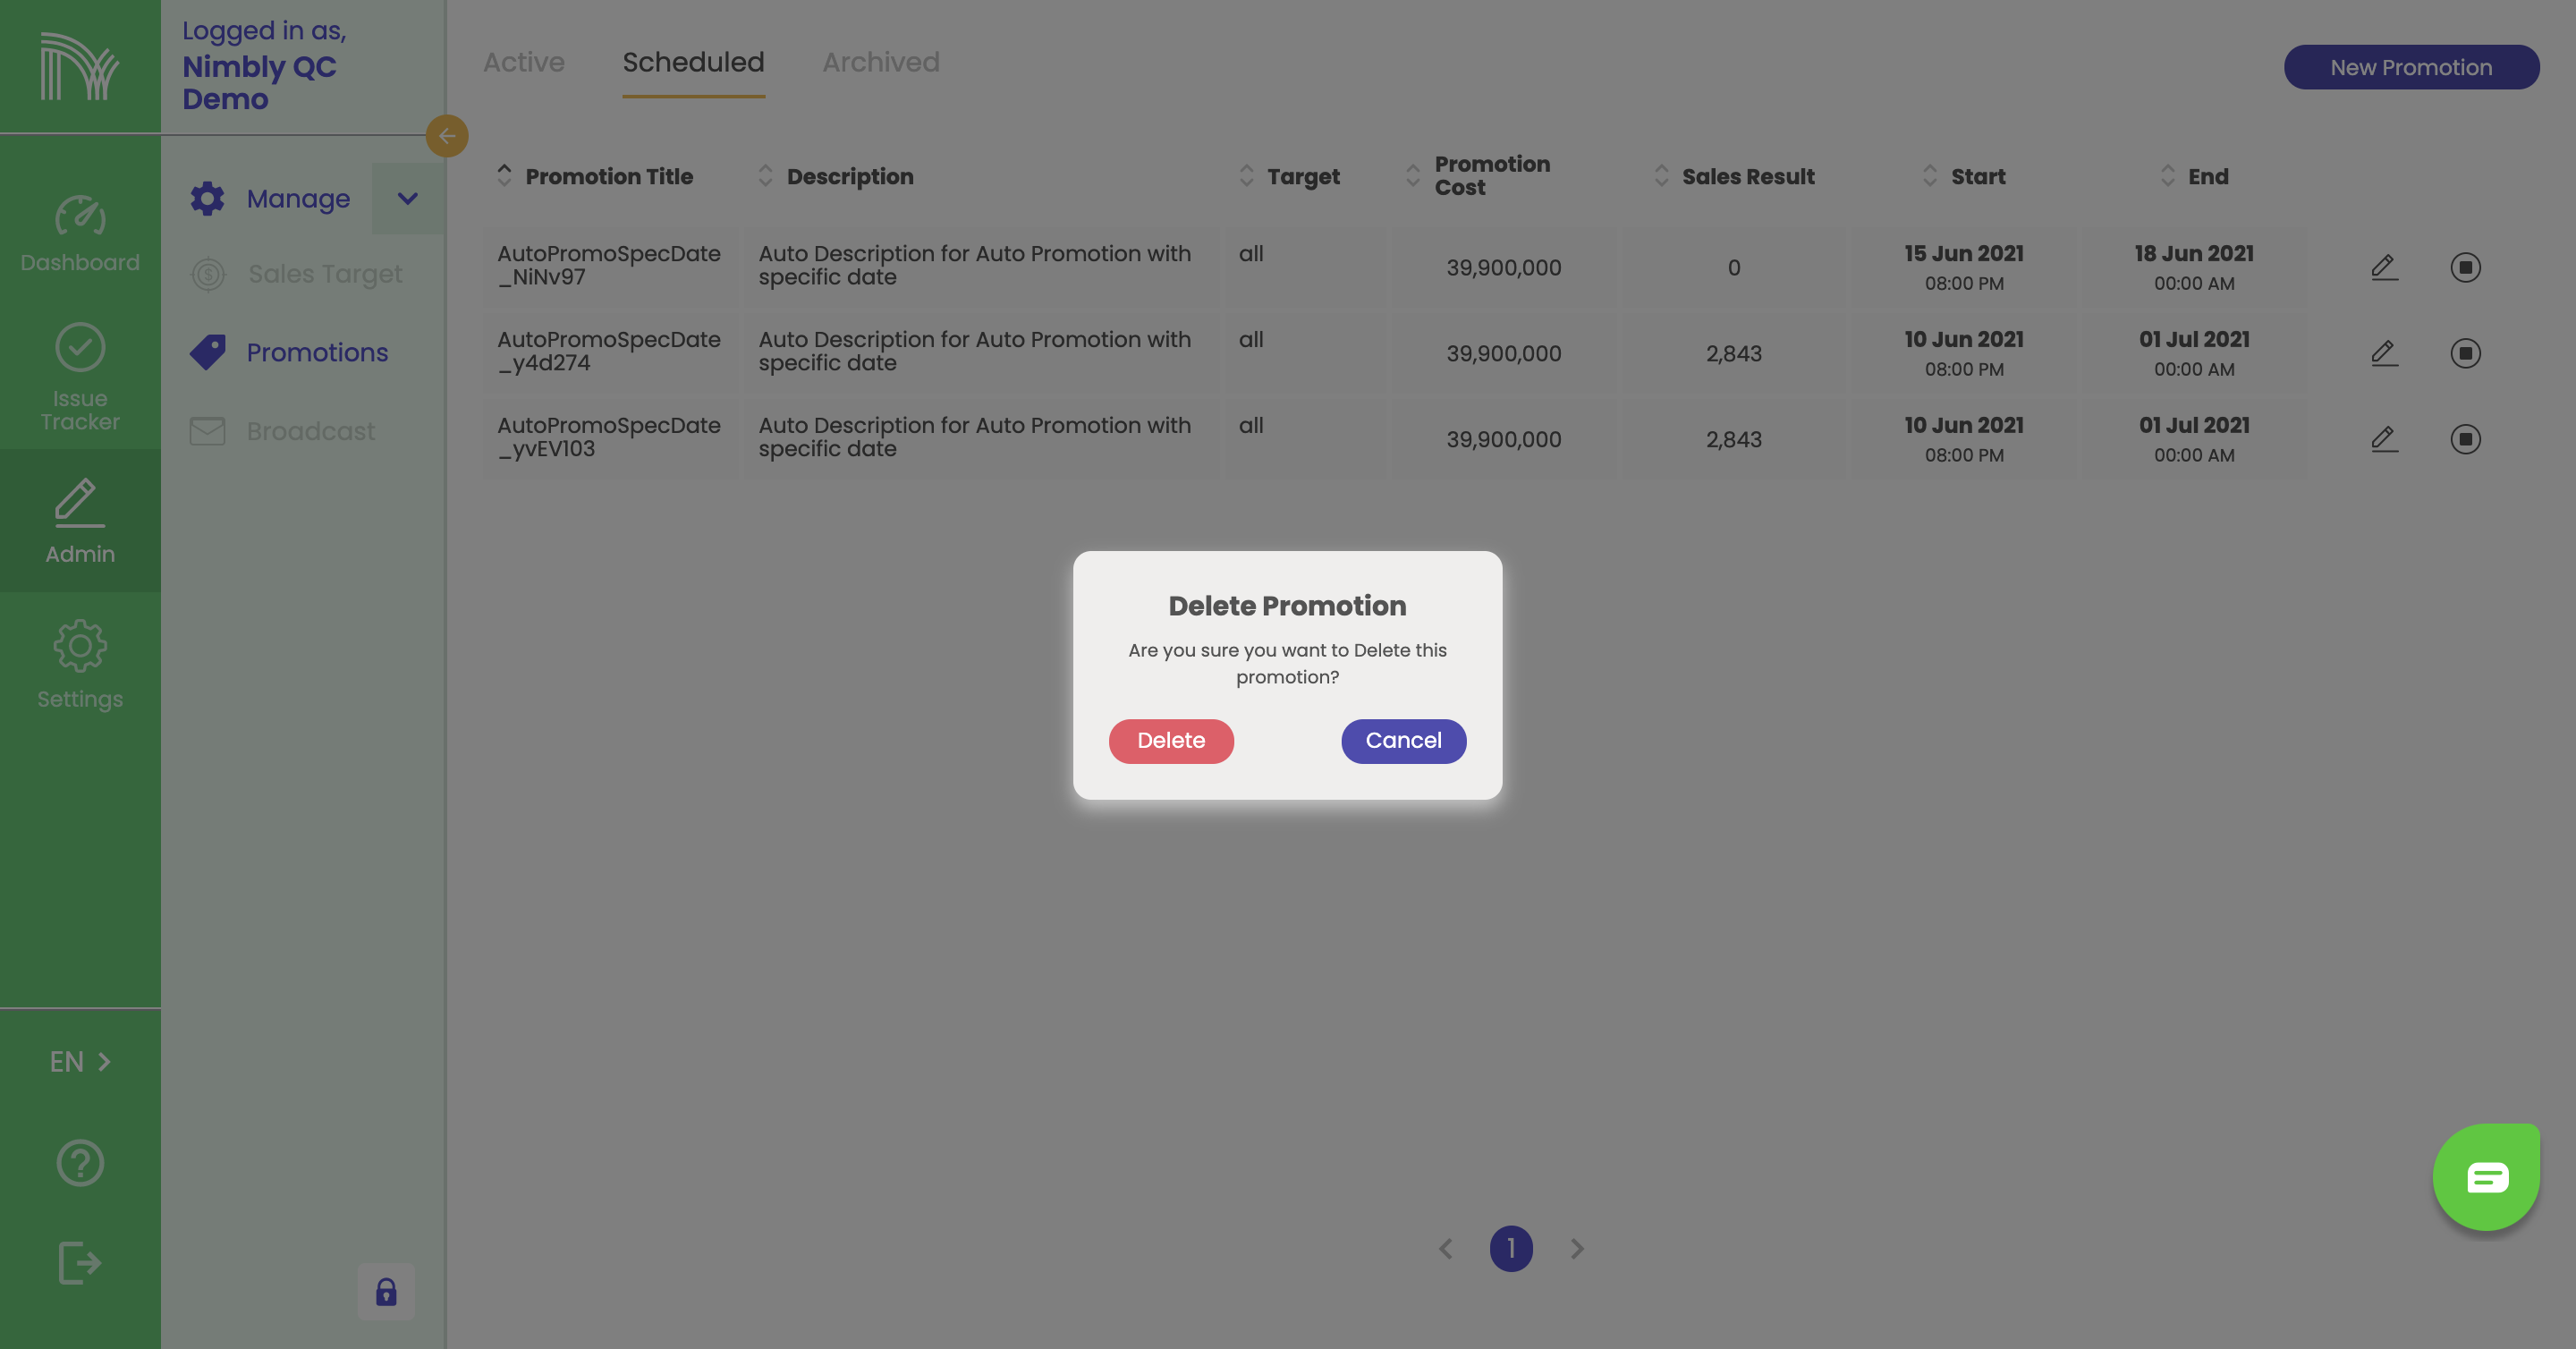 Logged in as,
Nimbly QC
Demo
Dashboard
Issue
Tracker
Admin
Settings
EN
Manage
Sales Target
Promotions
Broadcast
Active
Scheduled
Archived
New Promotion
Promotion Title
Description
Target
Promotion
Cost
Sales Result
Start
End
AutoPromoSpecDate
_NiNv97
Auto Description for Auto Promotion with
specific date
all
39,900,000
0
15 Jun 2021
08:00 PM
18 Jun 2021
00:00 AM
AutoPromoSpecDate
_y4d274
Auto Description for Auto Promotion with
specific date
all
39,900,000
2,843
10 Jun 2021
08:00 PM
01 Jul 2021
00:00 AM
AutoPromoSpecDate
_yvEV103
Auto Description for Auto Promotion with
specific date
all
39,900,000
2,843
10 Jun 2021
08:00 PM
01 Jul 2021
00:00 AM
Delete Promotion
Are you sure you want to Delete this
promotion?
Delete
Cancel
1